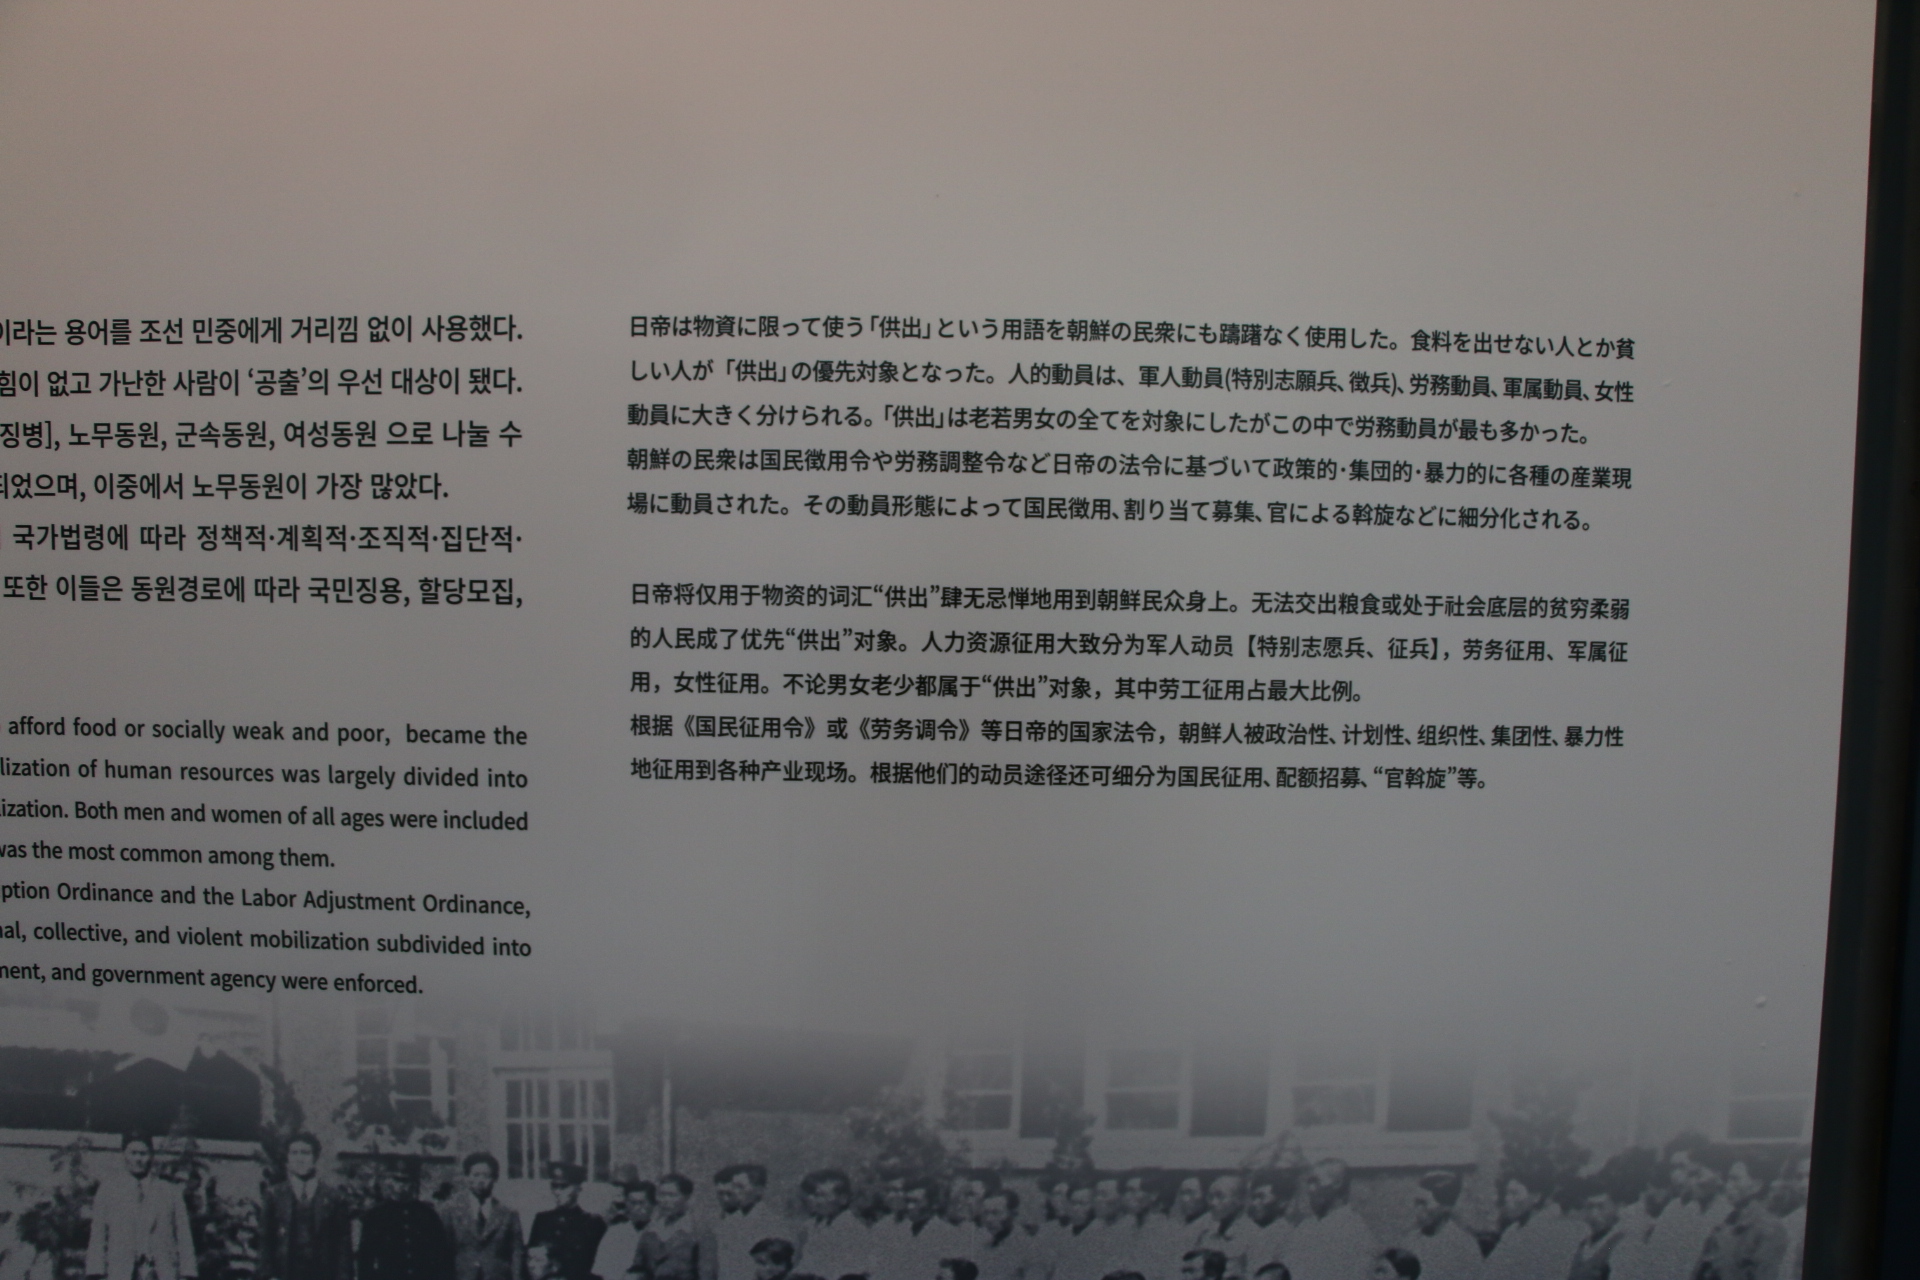 이라는 용어를 조선 민중에게 거리낌 없이 사용했다.
힘이 없고 가난한 사람이 ‘공출’의 우선 대상이 됐다.
징병], 노무동원, 군속동원, 여성동원 으로 나눌 수
되었으며, 이중에서 노무동원이 가장 많았다.
국가법령에 따라 정책적·계획적·조직적·집단적·
또한 이들은 동원경로에 따라 국민징용, 할당모집,
afford food or socially weak and poor, became the
lization of human resources was largely divided into
lization. Both men and women of all ages were included
was the most common among them.
ption Ordinance and the Labor Adjustment Ordinance,
nal, collective, and violent mobilization subdivided into
ment, and government agency were enforced.
日帝は物資に限って使う「供出」という用語を朝鮮の民衆にも躊躇なく使用した。食料を出せない人とか貧
しい人が「供出」の優先対象となった。人的動員は、軍人動員(特別志願兵、徴兵)、労務動員、軍属動員、女性
動員に大きく分けられる。「供出」は老若男女の全てを対象にしたがこの中で労務動員が最も多かった。
朝鮮の民衆は国民徴用令や労務調整令など日帝の法令に基づいて政策的·集団的·暴力的に各種の産業現
場に動員された。その動員形態によって国民徴用、割り当て募集、官による斡旋などに細分化される。
日帝将仅用于物资的词汇“供出”肆无忌惮地用到朝鲜民众身上。无法交出粮食或处于社会底层的贫穷柔弱
的人民成了优先“供出”对象。人力资源征用大致分为军人动员【特别志愿兵、征兵】，劳务征用、军属征
用，女性征用。不论男女老少都属于“供出”对象，其中劳工征用占最大比例。
根据《国民征用令》或《劳务调令》等日帝的国家法令，朝鲜人被政治性、计划性、组织性、集团性、暴力性
地征用到各种产业现场。根据他们的动员途径还可细分为国民征用、配额招募、“官斡旋”等。